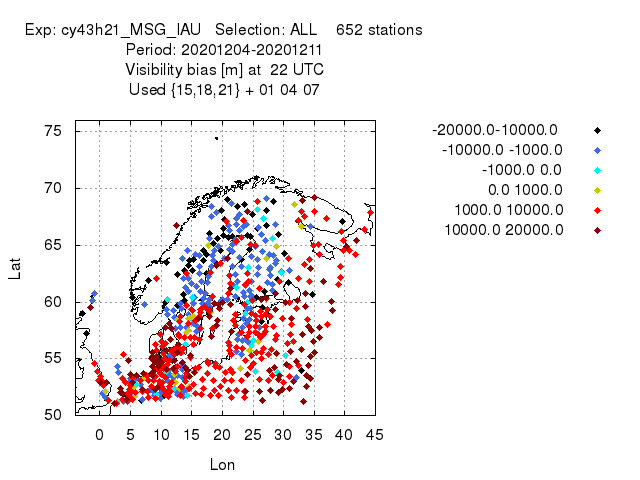 Exp: cy43h21_MSG_IAU   Selection: ALL    652 stations
Period: 20201204-20201211
Visibility bias [m] at  22 UTC
Used {15,18,21} + 01 04 07
-20000.0-10000.0
-10000.0 -1000.0
-1000.0 0.0
0.0 1000.0
1000.0 10000.0
10000.0 20000.0
Lat
75
70
65
60
55
50
0 5 10 15 20 25 30 35 40 45
Lon